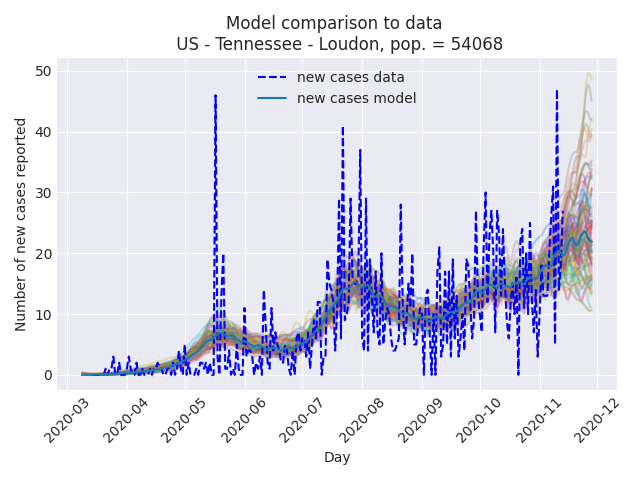 Model comparison to data
US - Tennessee - Loudon, pop. = 54068
new cases data
new cases model
Number of new cases reported
50
40
30
20
10
0
2020-03
2020-04
2020-05
2020-06
2020-07
2020-08
2020-09
2020-10
2020-11
2020-12
Day